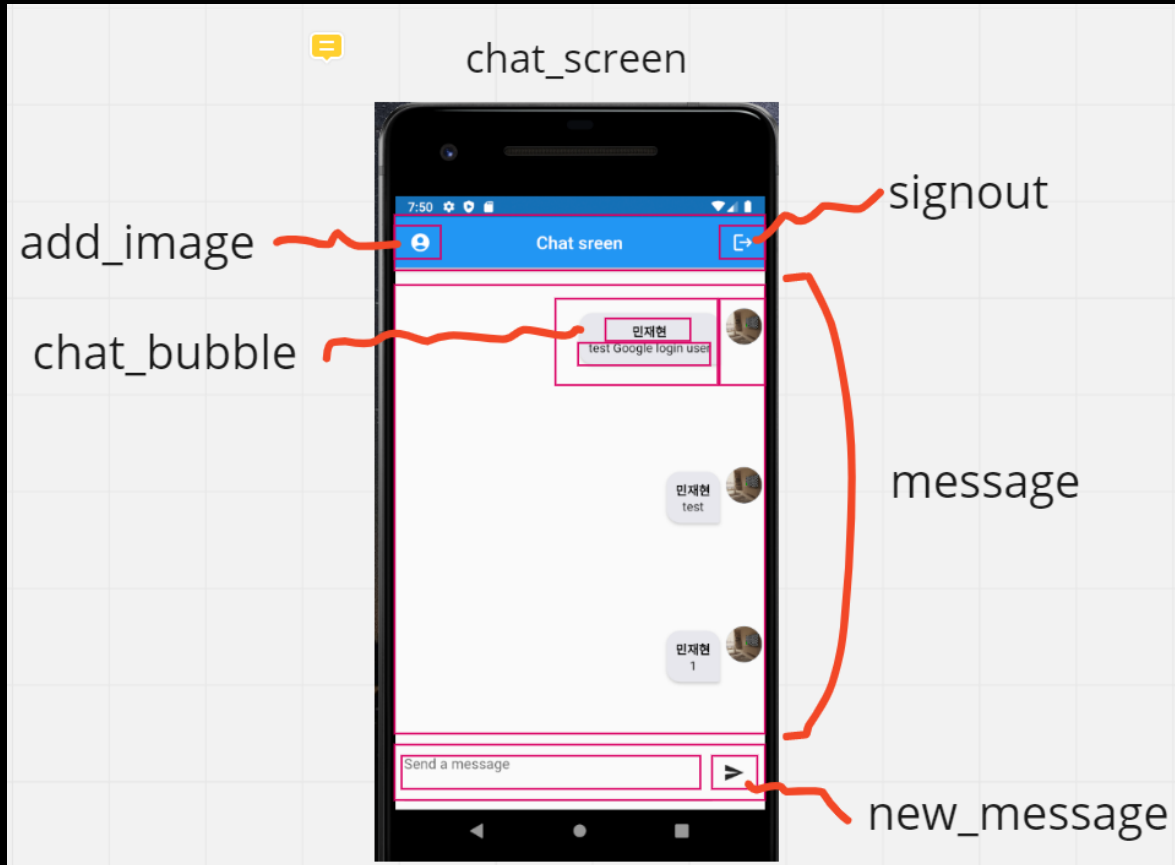 chat_screen
7:50
signout
add_image
Chat sreen
chat_bubble
민재현
test Google login user
message
민재현
test
민재현
1
Send a message
new_message